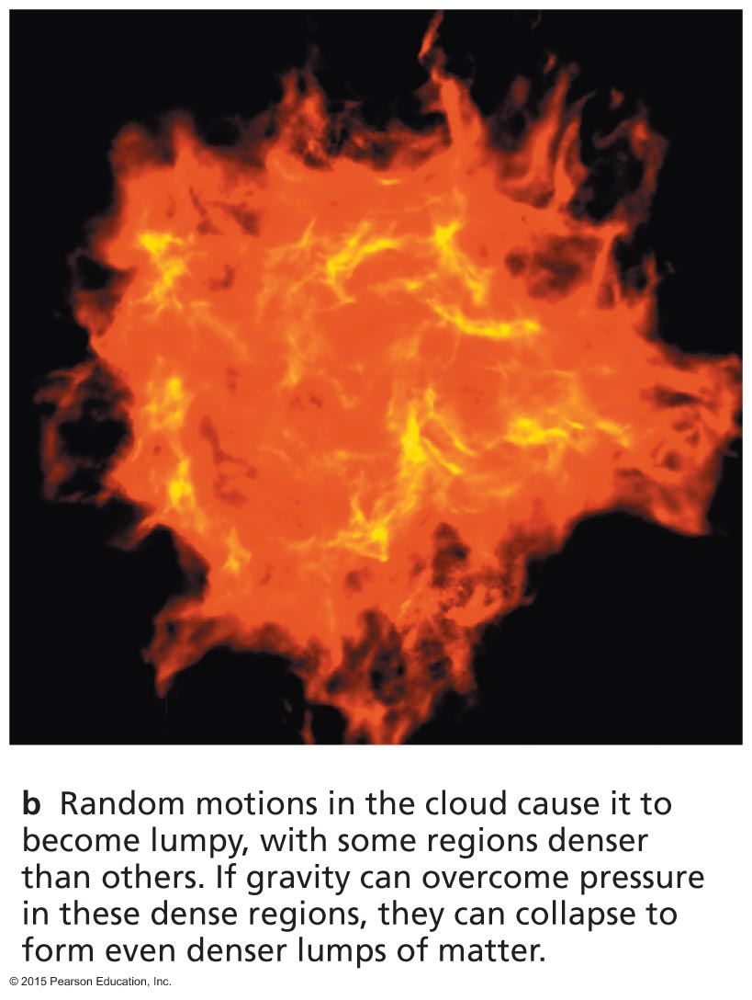 b Random motions in the cloud cause it to
become lumpy, with some regions denser
than others. If gravity can overcome pressure
in these dense regions, they can collapse to
form even denser lumps of matter.
© 2015 Pearson Education, Inc.